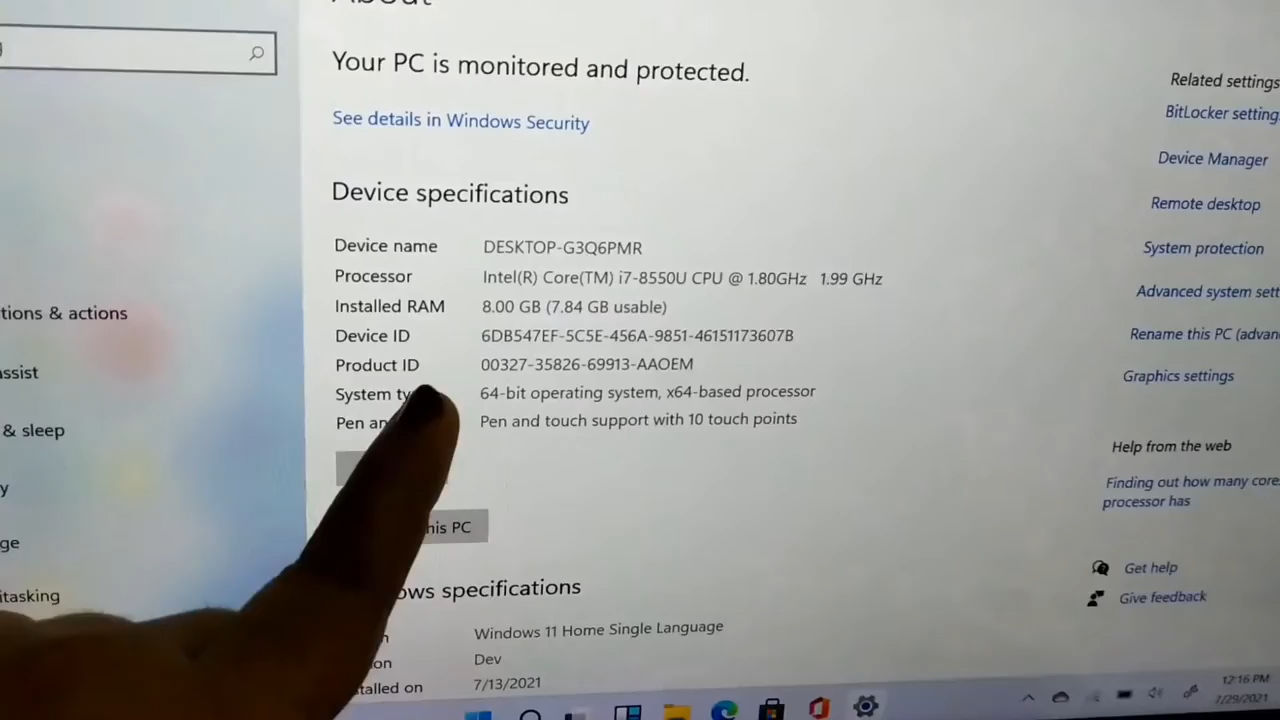 About
Your PC is monitored and protected.
See details in Windows Security
Device specifications
Device name DESKTOP-G3Q6PMR
Processor Intel(R) Core(TM) i7-8550U CPU @ 1.80GHz 1.99 GHz
Installed RAM 8.00 GB (7.84 GB usable)
Device ID 6DB547EF-5C5E-456A-9851-46151173607B
Product ID 00327-35826-69913-AAOEM
System ty 64-bit operating system, x64-based processor
Pen an Pen and touch support with 10 touch points
his PC
ows specifications
Windows 11 Home Single Language
on Dev
talled on 7/13/2021
tions & actions
assist
& sleep
y
ge
itasking
Related settings
BitLocker setting
Device Manager
Remote desktop
System protection
Advanced system sett
Rename this PC (advan
Graphics settings
Help from the web
Finding out how many core
processor has
Get help
Give feedback
12:16 PM
7/29/2021